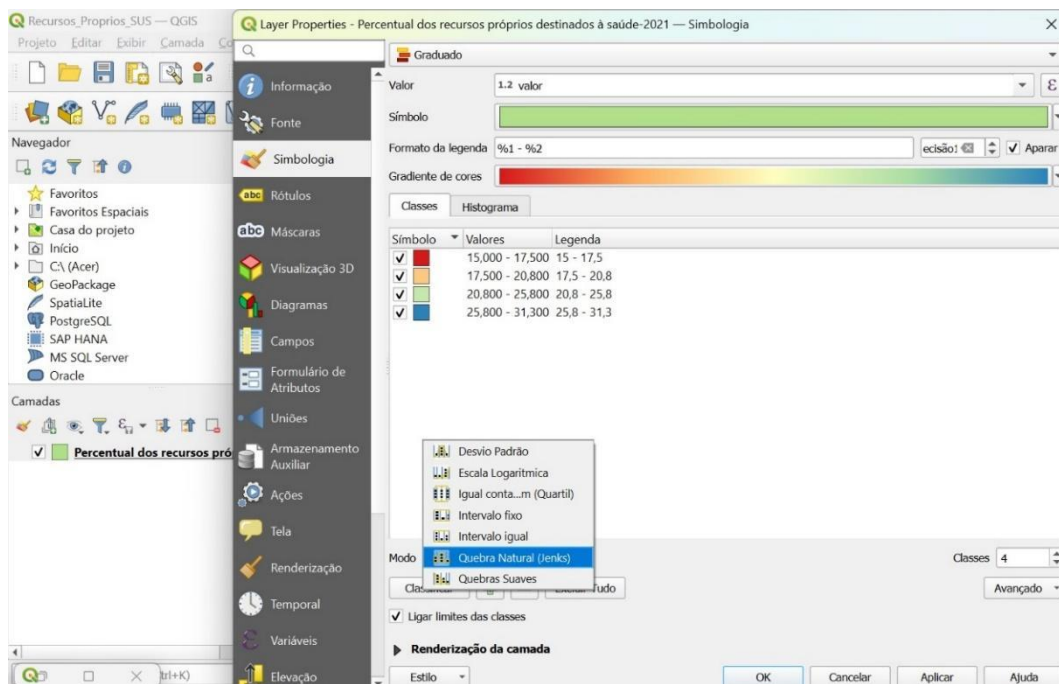 Recursos_Proprios_SUS — QGIS
Projeto Editar Exibir Camada
Navegador
Favoritos
Favoritos Espaciais
Casa do projeto
Início
C:\ (Acer)
GeoPackage
SpatiaLite
PostgreSQL
SAP HANA
MS SQL Server
Oracle
Camadas
Percentual dos recursos pró
Layer Properties - Percentual dos recursos próprios destinados à saúde-2021 — Simbologia
Informação
Fonte
Simbologia
abc Rótulos
abc Máscaras
Visualização 3D
Diagramas
Campos
Formulário de
Atributos
Uniões
Armazenamento
Auxiliar
Ações
Tela
Renderização
Temporal
Variáveis
Elevação
Graduado
Valor 1.2 valor
Símbolo
Formato da legenda %1 - %2 Aparar
Gradiente de cores
Classes Histograma
Símbolo Valores Legenda
15,000 - 17,500 15 - 17,5
17,500 - 20,800 17,5 - 20,8
20,800 - 25,800 20,8 - 25,8
25,800 - 31,300 25,8 - 31,3
Desvio Padrão
Escala Logarítmica
Igual conta...m (Quartil)
Intervalo fixo
Intervalo igual
Modo Quebra Natural (Jenks) Classes 4
Quebras Suaves
Tudo Avançado
Ligar limites das classes
Renderização da camada
Estilo OK Cancelar Aplicar Ajuda